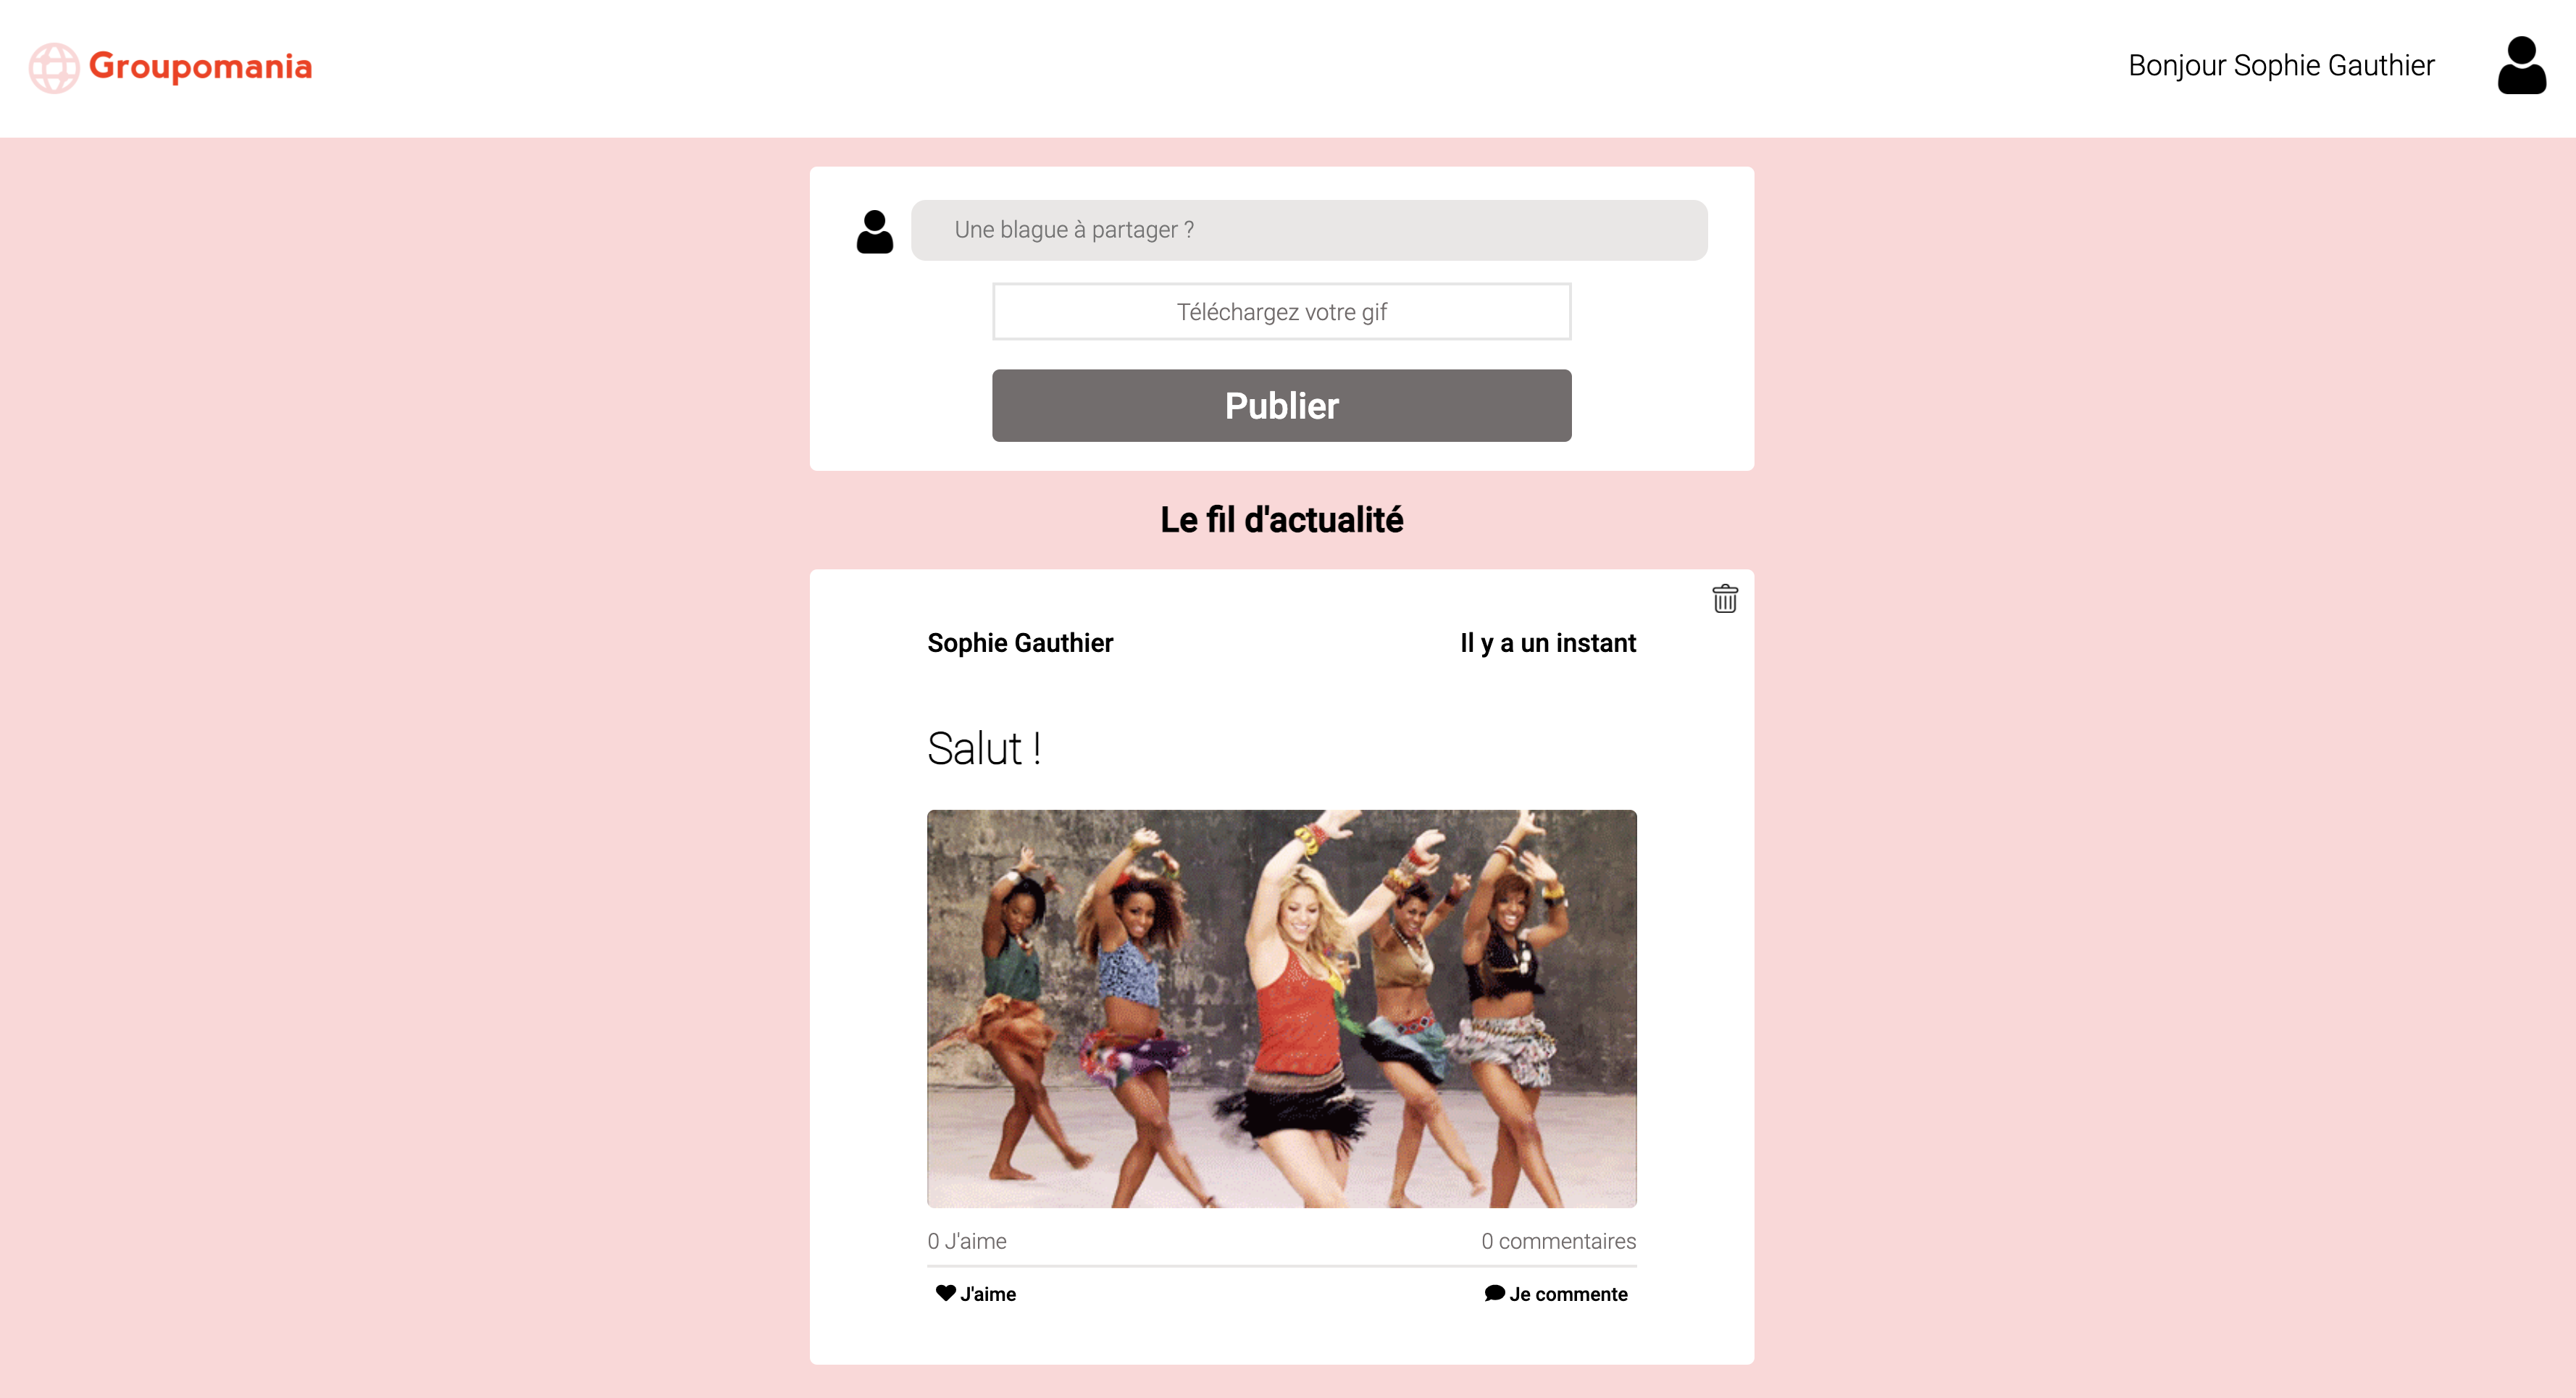 Groupomania
Bonjour Sophie Gauthier
Une blague à partager ?
Téléchargez votre gif
Publier
Le fil d'actualité
Sophie Gauthier
Il y a un instant
Salut !
0 J'aime
0 commentaires
J'aime
Je commente